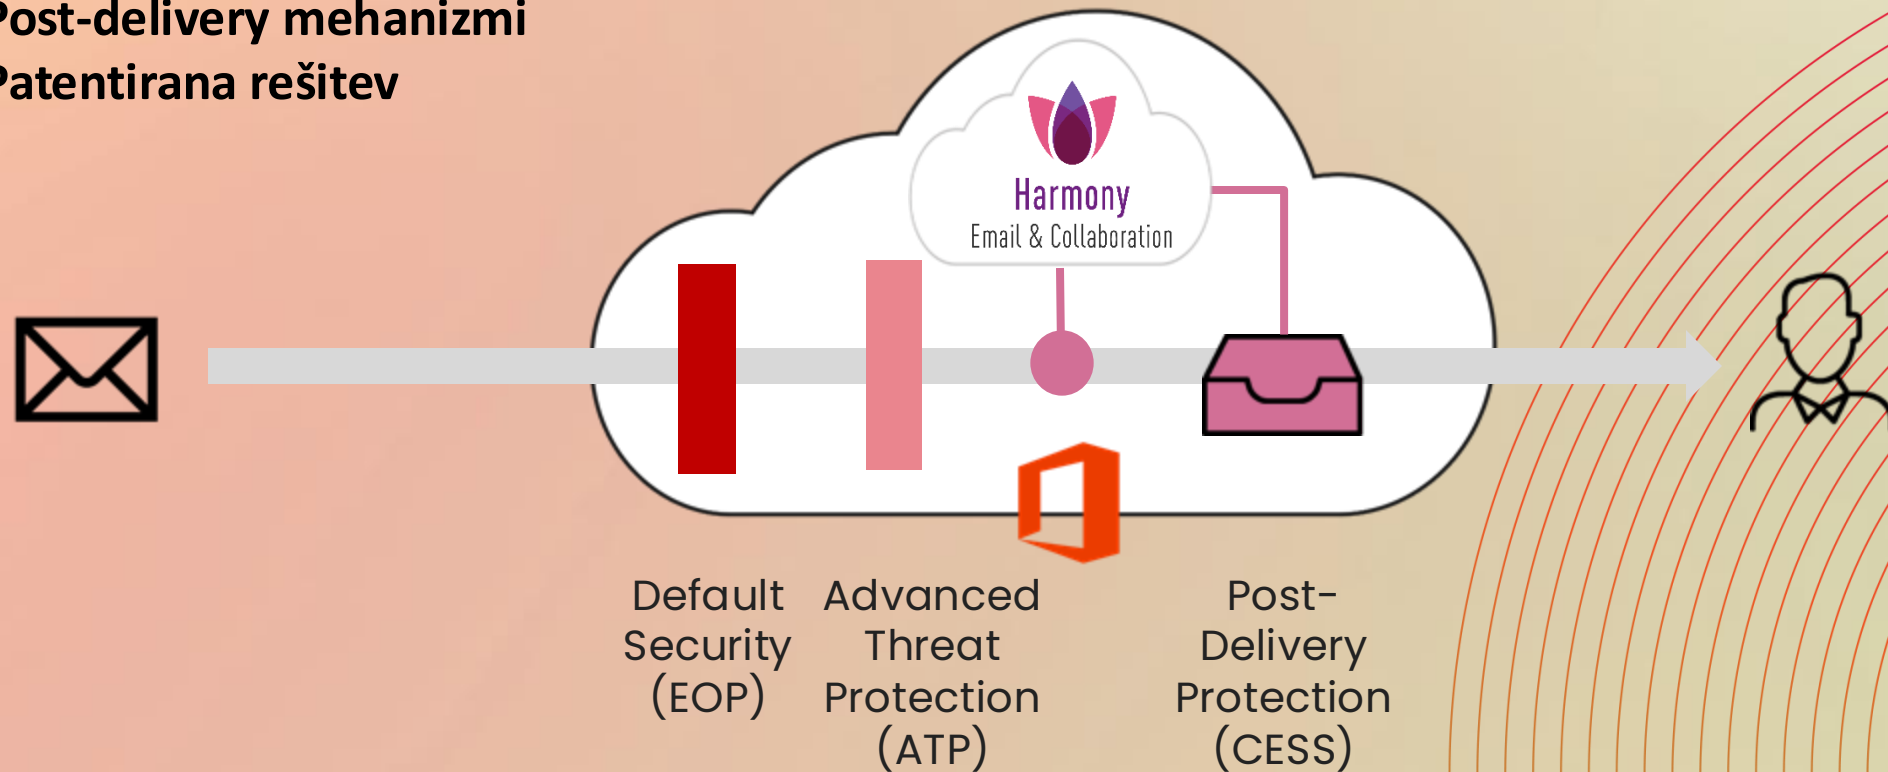 Post-delivery mehanizmi
Patentirana rešitev
Harmony
Email & Collaboration
Default
Security
(EOP)
Advanced
Threat
Protection
(ATP)
Post-
Delivery
Protection
(CESS)